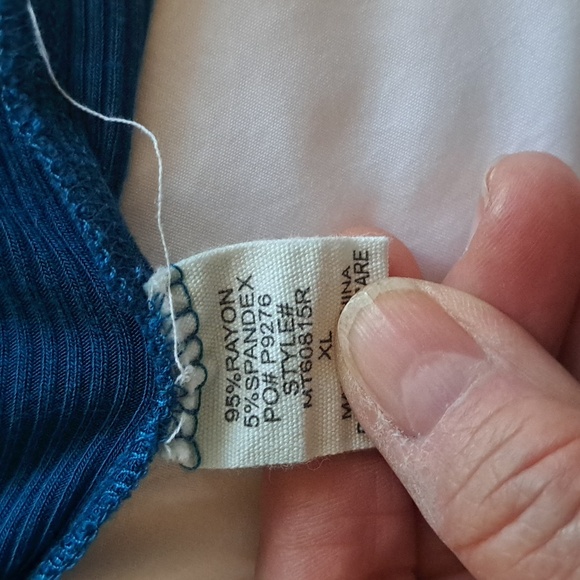 95%RAYON
5%SPANDEX
PO# P9276
STYLE#
MT60815R
XL